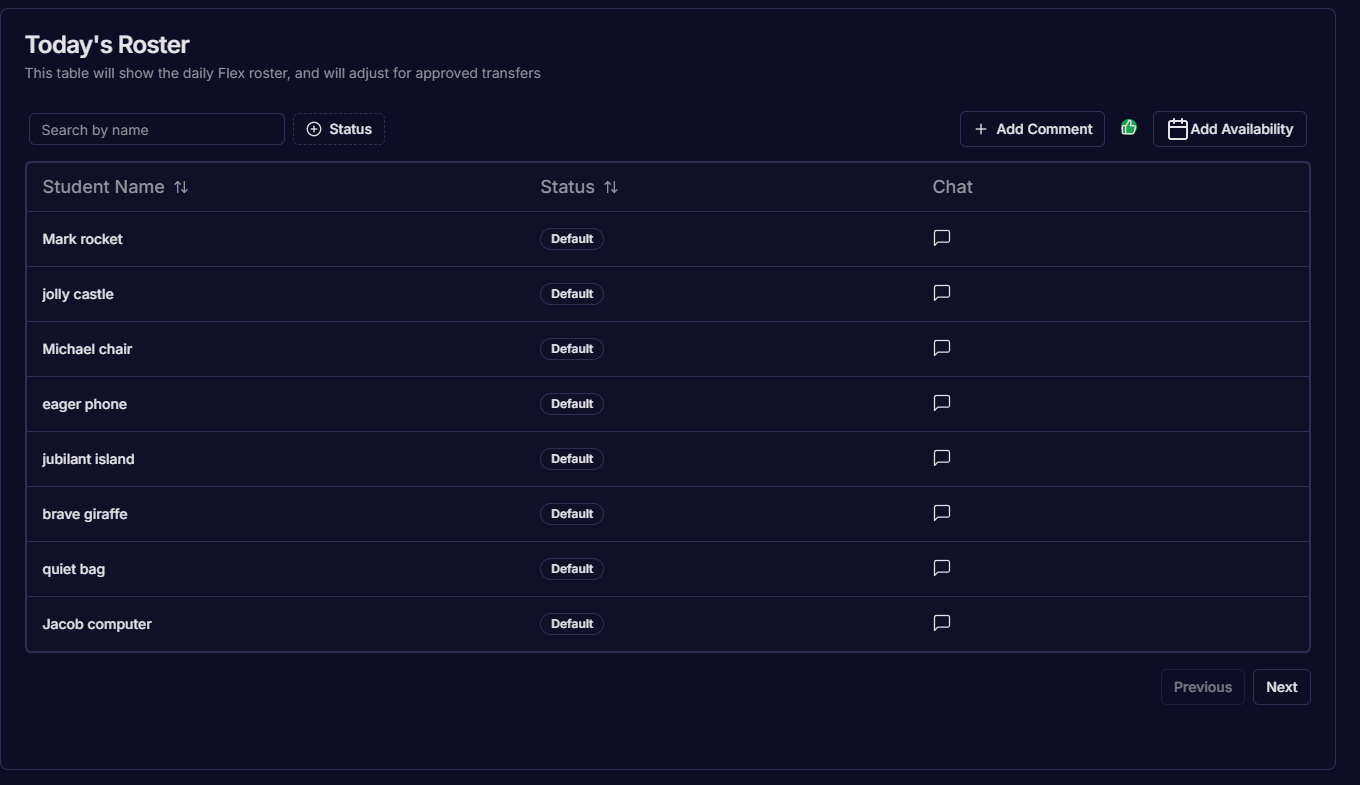 Today's Roster
This table will show the daily Flex roster, and will adjust for approved transfers
Search by name
Status
Add Comment
Add Availability
Student Name
Status
Chat
Mark rocket
Default
jolly castle
Default
Michael chair
Default
eager phone
Default
jubilant island
Default
brave giraffe
Default
quiet bag
Default
Jacob computer
Default
Previous
Next